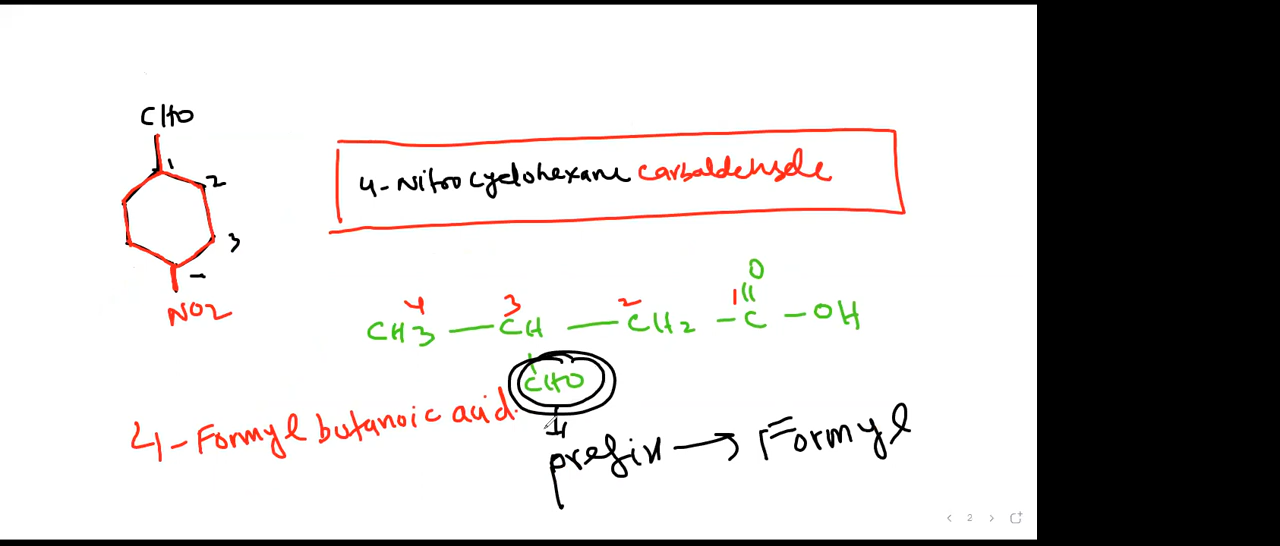 CHO
1
2
3
NO2
4-Nitrocyclohexane carbaldehyde
O
4 3 2 1
CH3 — CH — CH2 - C - OH
CHO
4-Formyl butanoic acid.
prefix → Formyl
2